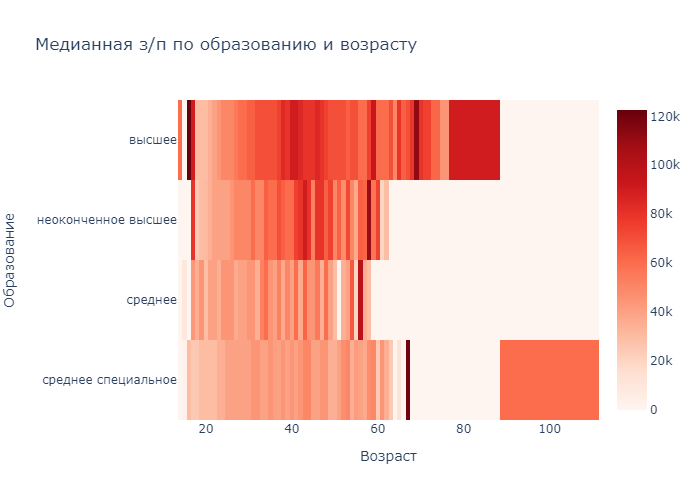 Медианная з/п по образованию и возрасту
высшее
неоконченное высшее
среднее
среднее специальное
Образование
20 40 60 80 100
Возраст
120k
100k
80k
60k
40k
20k
0